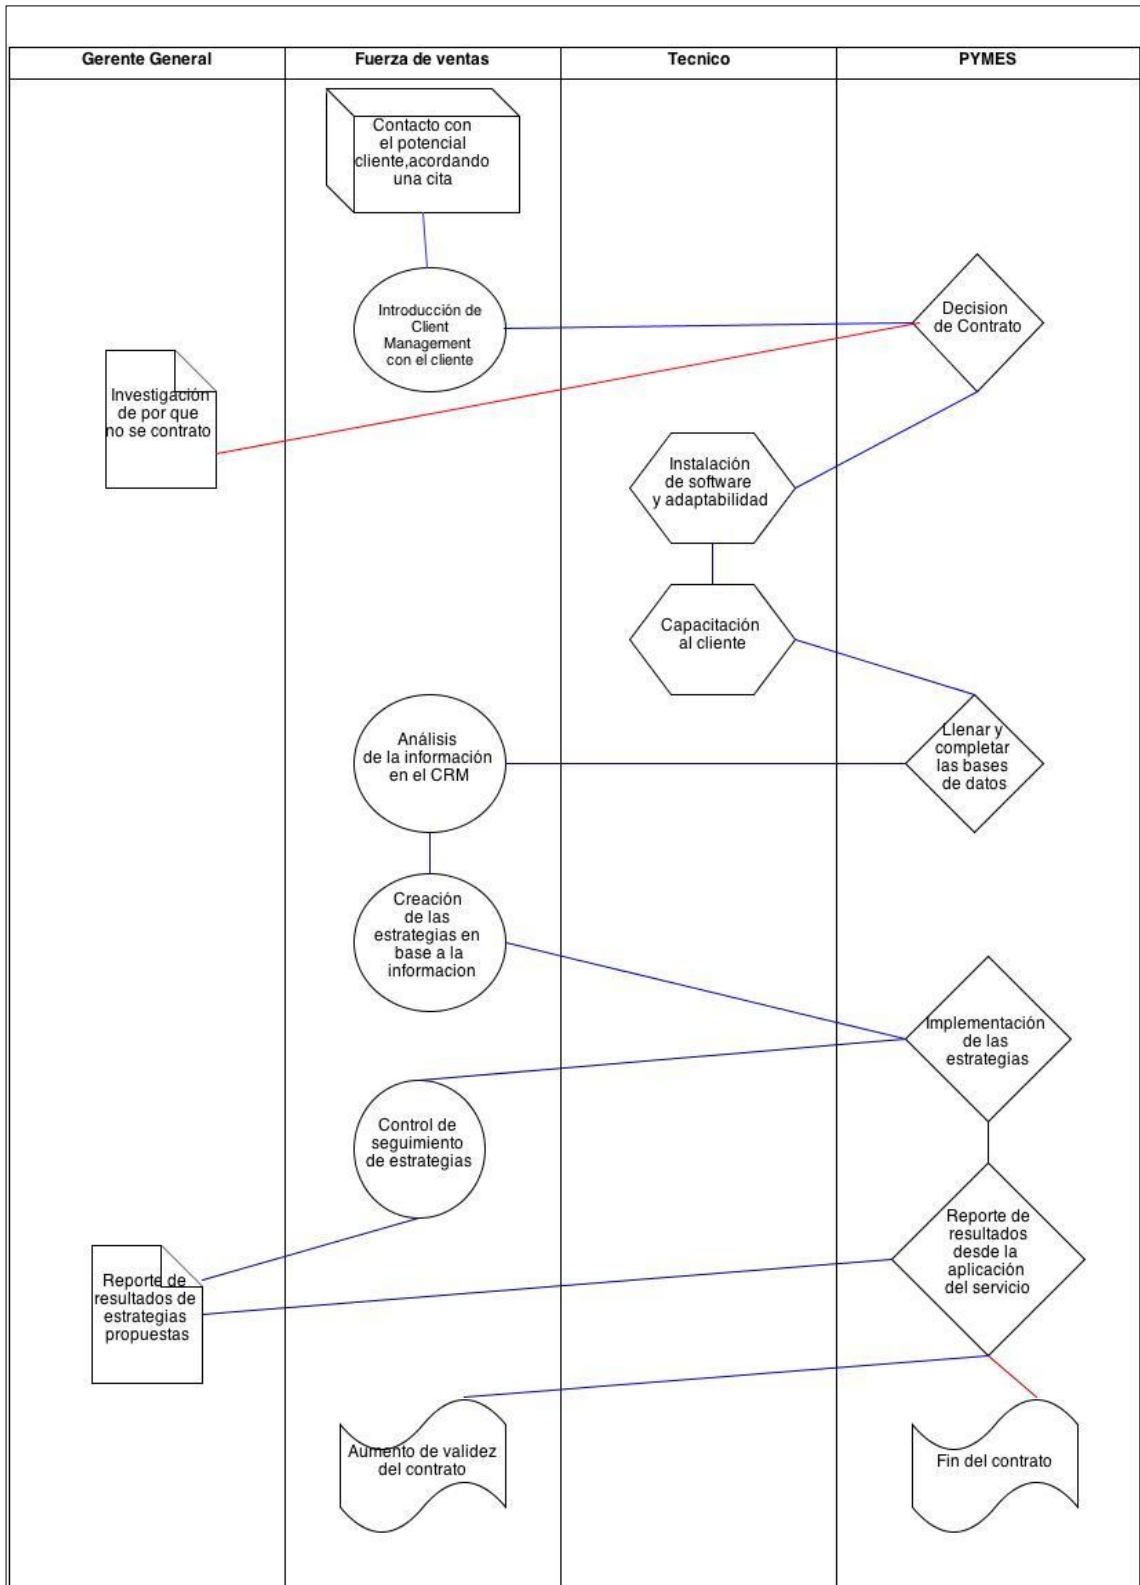 Gerente General
Fuerza de ventas
Tecnico
PYMES
Contacto con
el potencial
cliente,acordando
una cita
Introducción de
Client
Management
con el cliente
Decision
de Contrato
Investigación
de por que
no se contrato
Instalación
de software
y adaptabilidad
Capacitación
al cliente
Llenar y
completar
las bases
de datos
Análisis
de la información
en el CRM
Creación
de las
estrategias en
base a la
informacion
Implementación
de las
estrategias
Control de
seguimiento
de estrategias
Reporte de
resultados
desde la
aplicación
del servicio
Reporte de
resultados de
estrategias
propuestas
Aumento de validez
del contrato
Fin del contrato